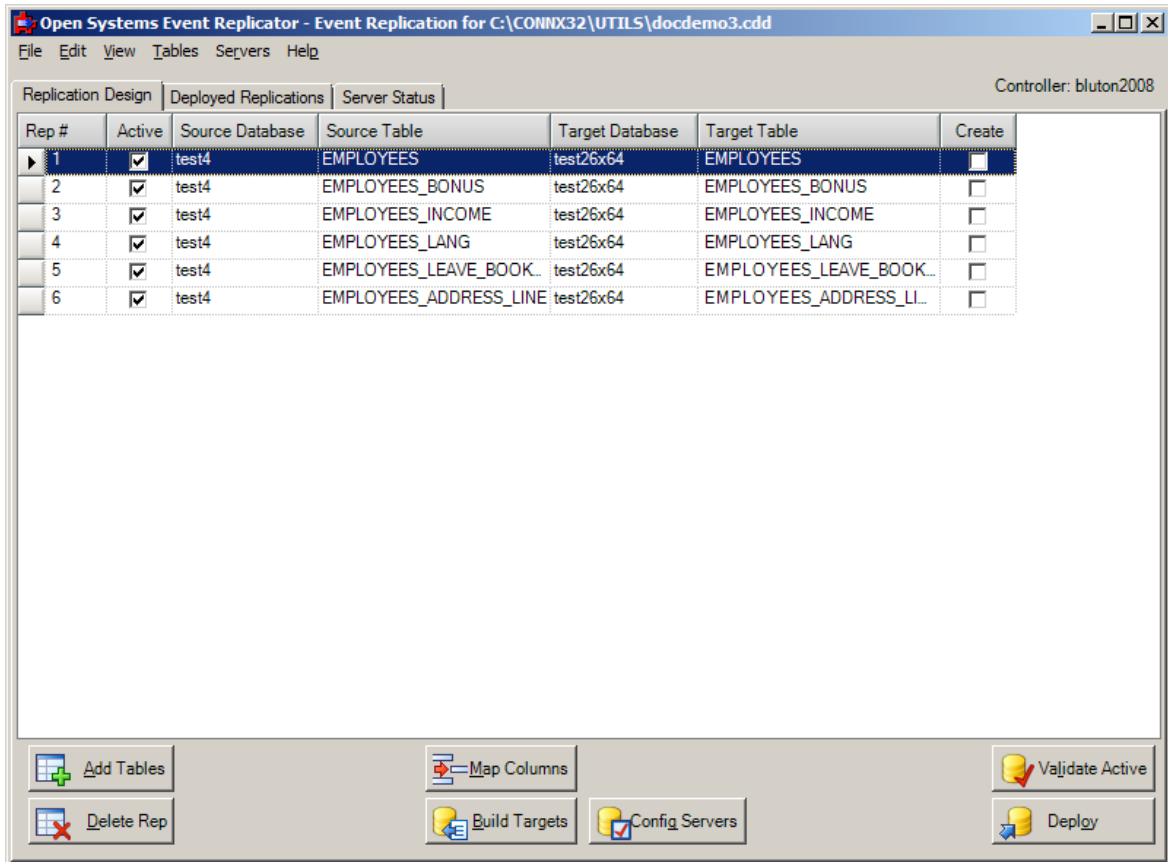 Open Systems Event Replicator - Event Replication for C:\CONNX32\UTILS\docdemo3.cdd
File Edit View Tables Servers Help
Controller: bluton2008
Replication Design Deployed Replications Server Status
Rep # Active Source Database Source Table Target Database Target Table Create
1 test4 EMPLOYEES test26x64 EMPLOYEES
2 test4 EMPLOYEES_BONUS test26x64 EMPLOYEES_BONUS
3 test4 EMPLOYEES_INCOME test26x64 EMPLOYEES_INCOME
4 test4 EMPLOYEES_LANG test26x64 EMPLOYEES_LANG
5 test4 EMPLOYEES_LEAVE_BOOK... test26x64 EMPLOYEES_LEAVE_BOOK...
6 test4 EMPLOYEES_ADDRESS_LINE test26x64 EMPLOYEES_ADDRESS_LI...
Add Tables Map Columns Validate Active
Delete Rep Build Targets Config Servers Deploy